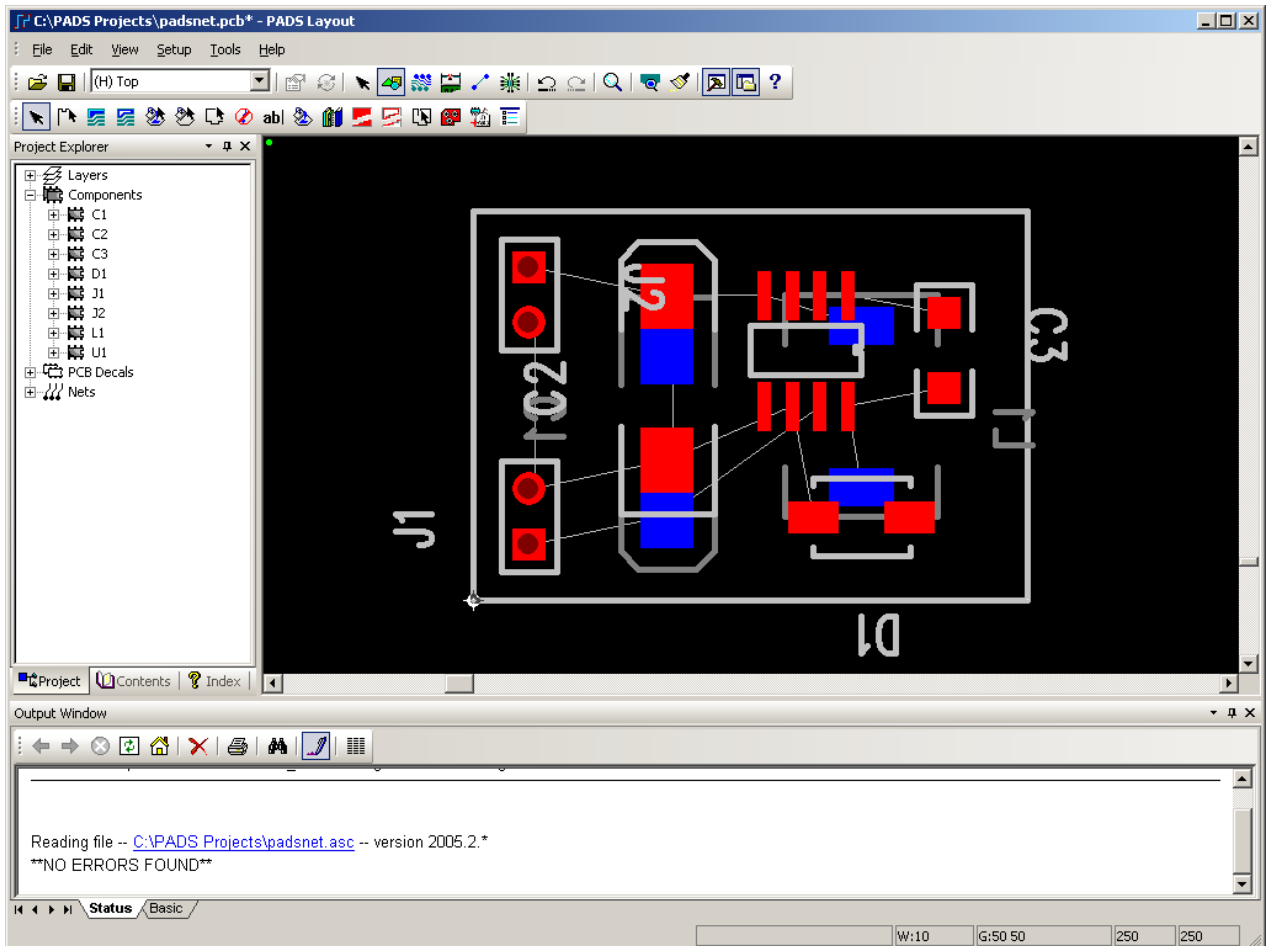 C:\PADS Projects\padsnet.pcb* - PADS Layout
File Edit View Setup Tools Help
(H) Top
ab|
Project Explorer
Layers
Components
C1
C2
C3
D1
J1
J2
L1
U1
PCB Decals
Nets
J2
C2
C3
J1
D1
Project Contents Index
Output Window
Reading file -- C:\PADS Projects\padsnet.asc -- version 2005.2.*
**NO ERRORS FOUND**
Status Basic
W:10 G:50 50 250 250